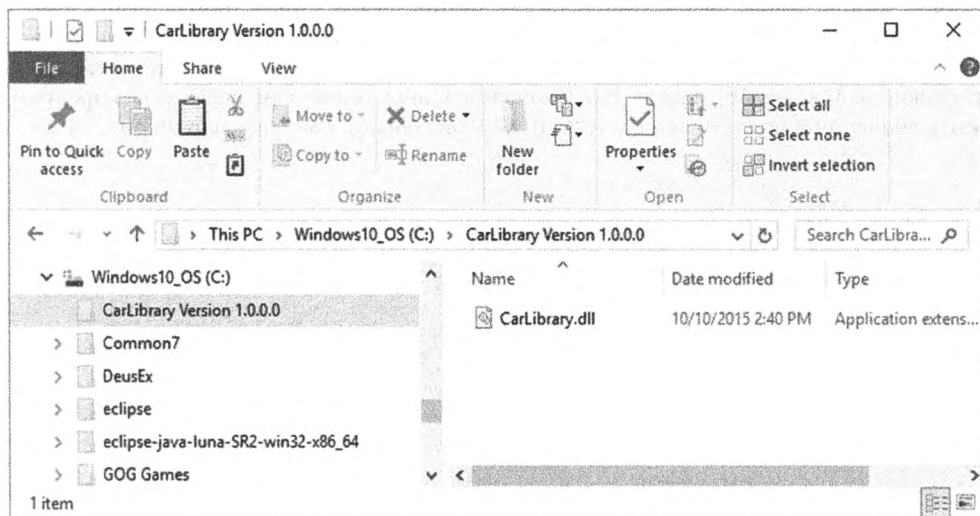 CarLibrary Version 1.0.0.0
File Home Share View
Pin to Quick access
Copy
Paste
Move to
Copy to
Delete
Rename
New folder
Properties
Select all
Select none
Invert selection
Clipboard Organize New Open Select
This PC > Windows10_OS (C:) > CarLibrary Version 1.0.0.0
Search CarLibra...
Windows10_OS (C:)
CarLibrary Version 1.0.0.0
Common7
DeusEx
eclipse
eclipse-java-luna-SR2-win32-x86_64
GOG Games
Name Date modified Type
CarLibrary.dll 10/10/2015 2:40 PM Application extens...
1 item